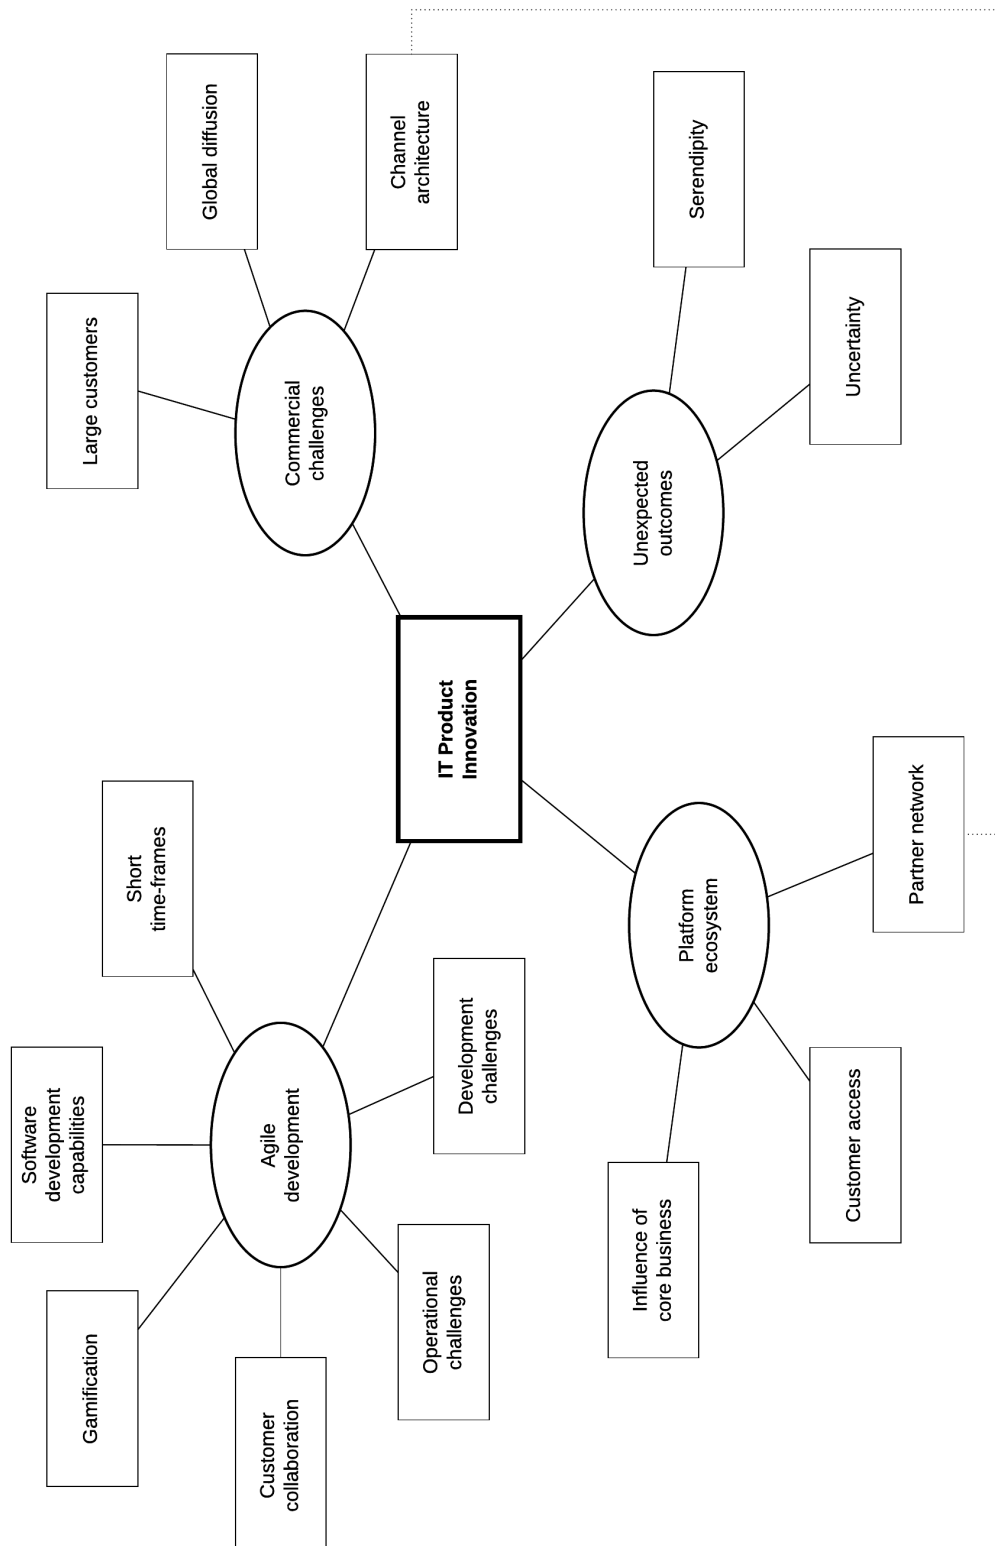 Gamification
Software
development
capabilities
Short
time-frames
Large customers
Global diffusion
Customer
collaboration
Agile
development
Commercial
challenges
Channel
architecture
Operational
challenges
Development
challenges
IT Product
Innovation
Influence of
core business
Platform
ecosystem
Unexpected
outcomes
Serendipity
Customer access
Partner network
Uncertainty